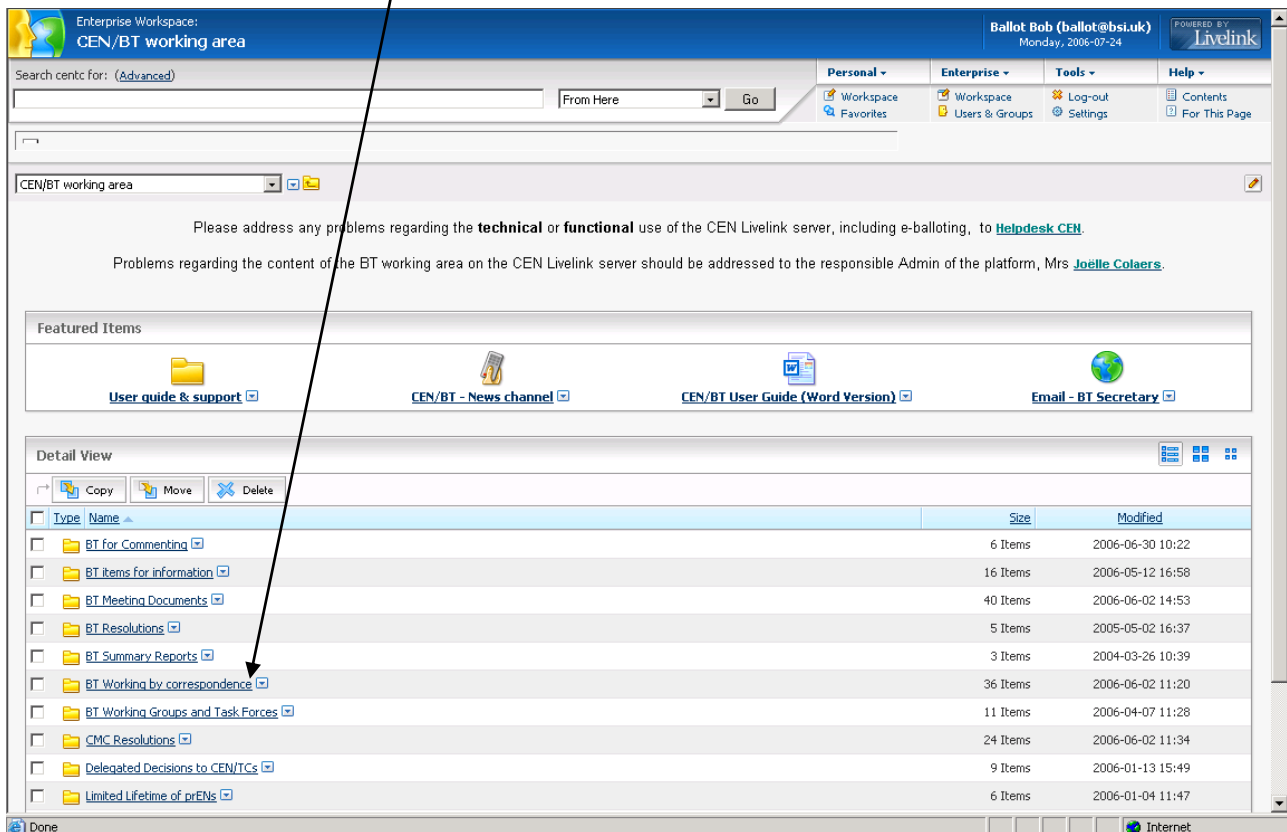 Enterprise Workspace:
CEN/BT working area
Ballot Bob (ballot@bsi.uk)
Monday, 2006-07-24
POWERED BY
Livelink
Search centc for: (Advanced)
From Here
Go
Personal
Enterprise
Tools
Help
Workspace
Favorites
Workspace
Users & Groups
Log-out
Settings
Contents
For This Page
CEN/BT working area
Please address any problems regarding the technical or functional use of the CEN Livelink server, including e-balloting, to Helpdesk CEN.
Problems regarding the content of the BT working area on the CEN Livelink server should be addressed to the responsible Admin of the platform, Mrs Joëlle Colaers.
Featured Items
User guide & support
CEN/BT - News channel
CEN/BT User Guide (Word Version)
Email - BT Secretary
Detail View
Copy Move Delete
Type Name Size Modified
BT for Commenting 6 Items 2006-06-30 10:22
BT items for information 16 Items 2006-05-12 16:58
BT Meeting Documents 40 Items 2006-06-02 14:53
BT Resolutions 5 Items 2005-05-02 16:37
BT Summary Reports 3 Items 2004-03-26 10:39
BT Working by correspondence 36 Items 2006-06-02 11:20
BT Working Groups and Task Forces 11 Items 2006-04-07 11:28
CMC Resolutions 24 Items 2006-06-02 11:34
Delegated Decisions to CEN/TCs 9 Items 2006-01-13 15:49
Limited Lifetime of prENs 6 Items 2006-01-04 11:47
Done Internet